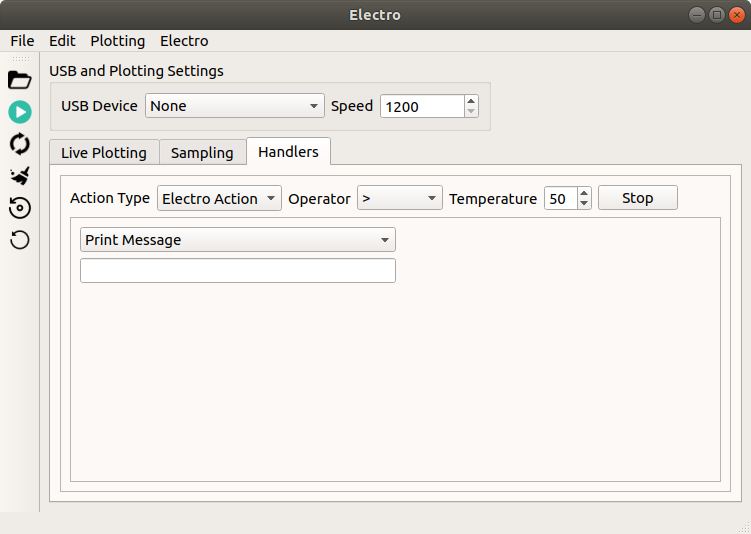 Electro
File Edit Plotting Electro
USB and Plotting Settings
USB Device None Speed 1200
Live Plotting Sampling Handlers
Action Type Electro Action Operator > Temperature 50 Stop
Print Message